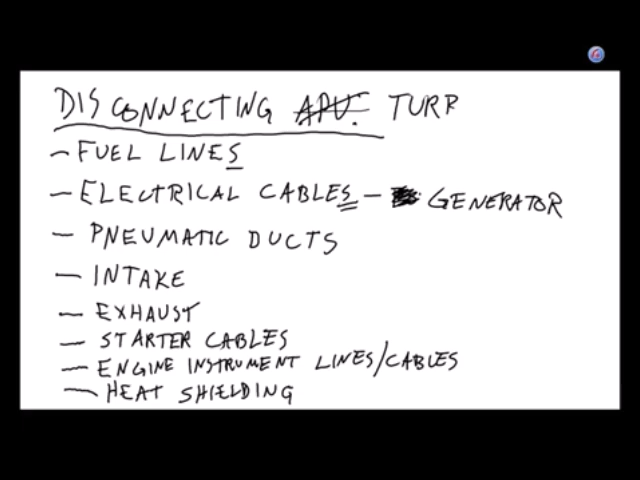 DISCONNECTING APU. TURB
- FUEL LINES
- ELECTRICAL CABLES - GENERATOR
- PNEUMATIC DUCTS
- INTAKE
- EXHAUST
- STARTER CABLES
- ENGINE INSTRUMENT LINES/CABLES
- HEAT SHIELDING